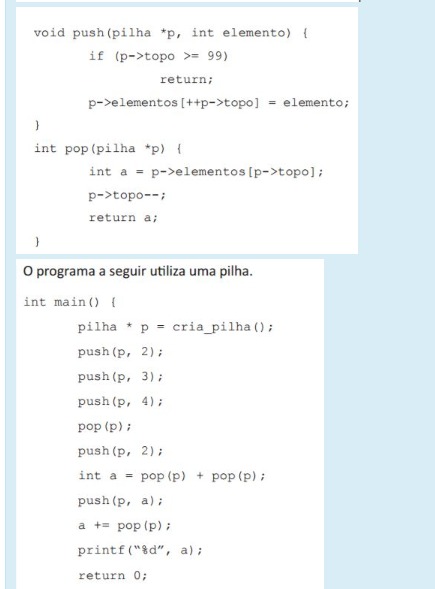 void push(pilha *p, int elemento) {
if (p->topo >= 99)
return;
p->elementos[++p->topo] = elemento;
}
int pop(pilha *p) {
int a = p->elementos[p->topo];
p->topo--;
return a;
}
O programa a seguir utiliza uma pilha.
int main() {
pilha * p = cria_pilha();
push(p, 2);
push(p, 3);
push(p, 4);
pop(p);
push(p, 2);
int a = pop(p) + pop(p);
push(p, a);
a += pop(p);
printf(“%d”, a);
return 0;